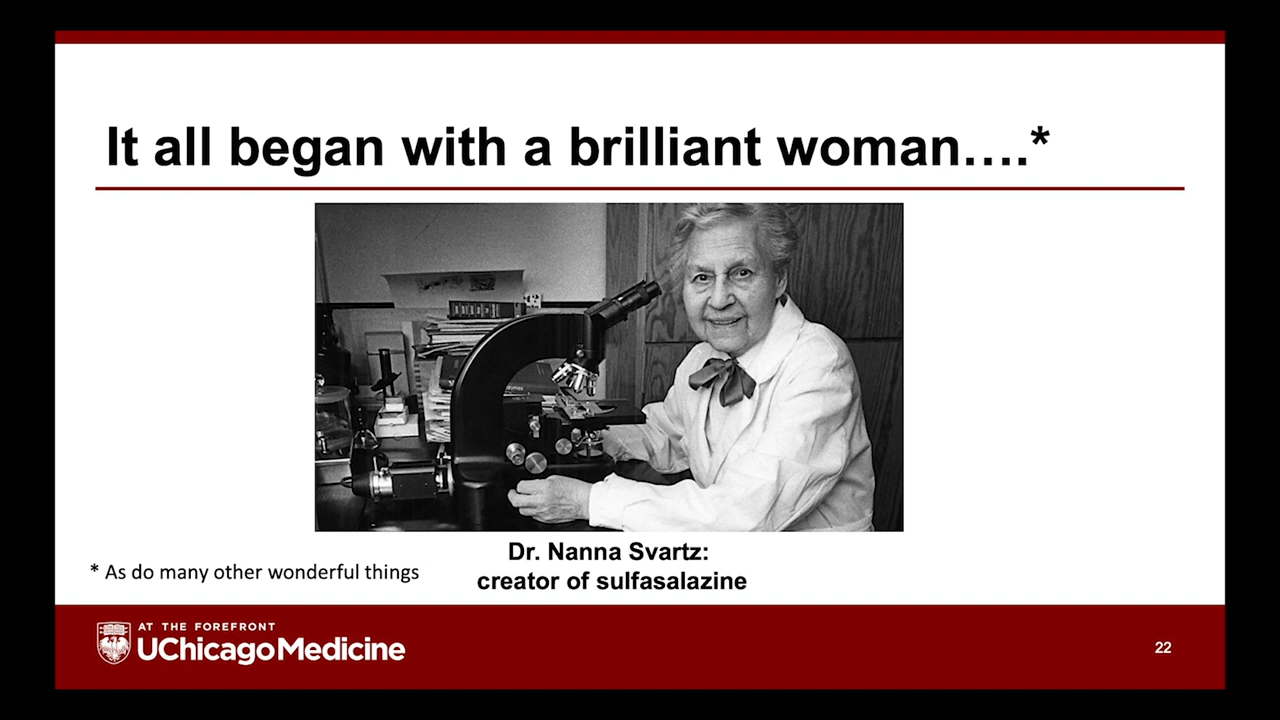 It all began with a brilliant woman….*
Dr. Nanna Svartz:
creator of sulfasalazine
* As do many other wonderful things
AT THE FOREFRONT
UChicagoMedicine
22